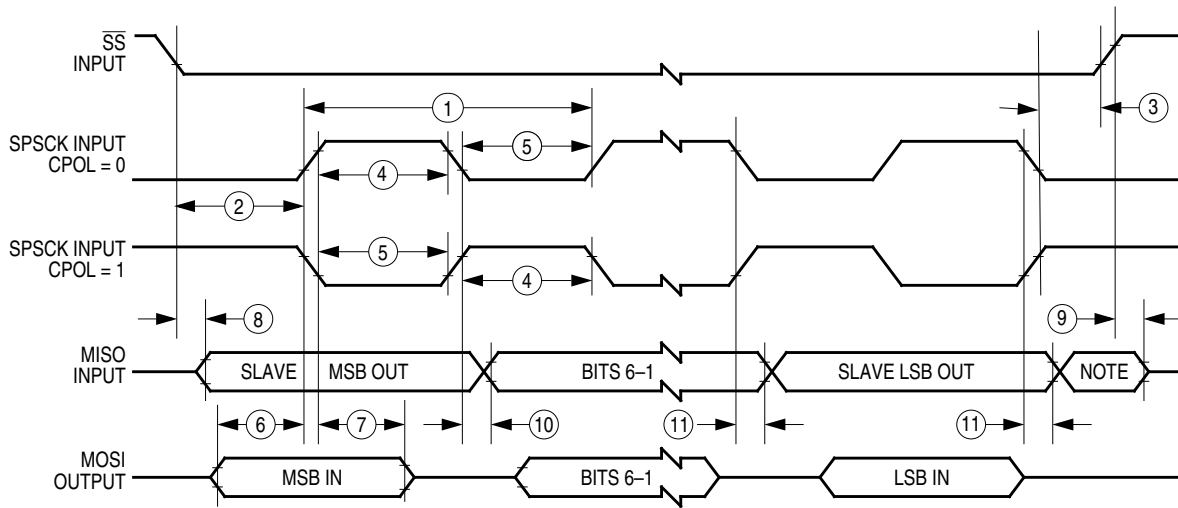 SS
INPUT
1
3
SPSCK INPUT
CPOL = 0
5
4
2
SPSCK INPUT
CPOL = 1
5
4
8
9
MISO
INPUT
SLAVE MSB OUT
BITS 6–1
SLAVE LSB OUT
NOTE
6
7
10
11
11
MOSI
OUTPUT
MSB IN
BITS 6–1
LSB IN